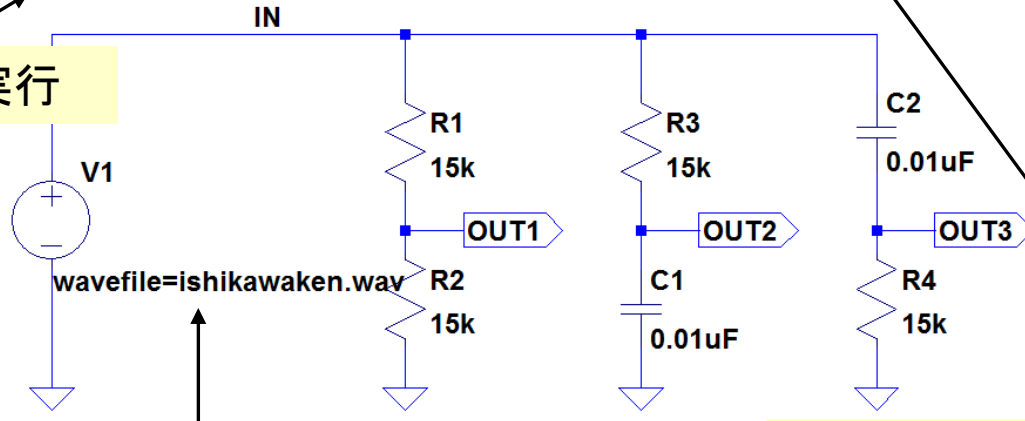 IN
実行
V1
wavefile=ishikawaken.wav
R1
15k
OUT1
R2
15k
R3
15k
OUT2
C1
0.01uF
C2
0.01uF
OUT3
R4
15k